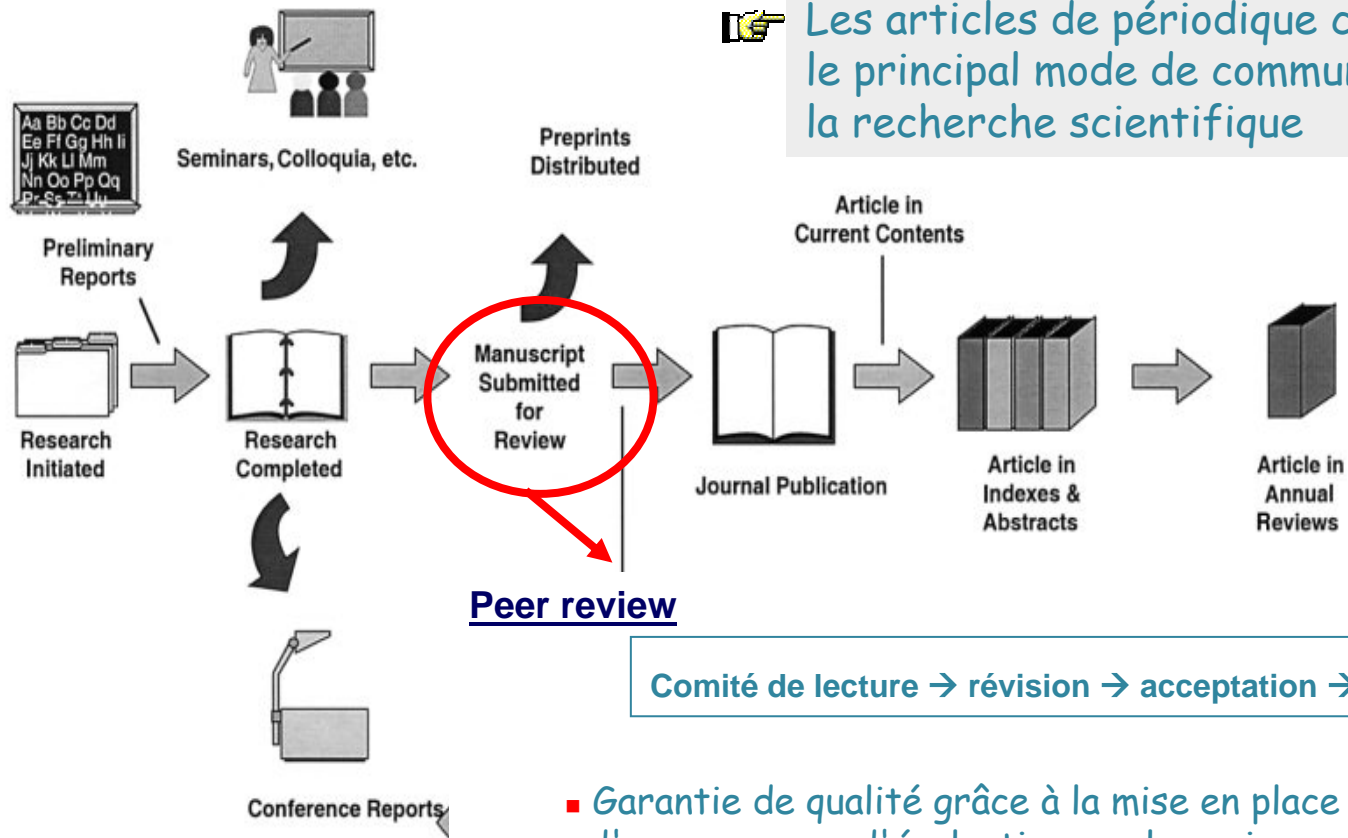 Les articles de périodique
le principal mode de
la recherche scientifique
Aa Bb Cc Dd
Ee Ff Gg Hh Ii
Jj Kk Ll Mm
Nn Oo Pp Qq
Seminars, Colloquia, etc.
Preprints
Distributed
Article in
Current Contents
Preliminary
Reports
Manuscript
Submitted
for
Review
Research
Initiated
Research
Completed
Journal Publication
Article in
Indexes &
Abstracts
Article in
Annual
Reviews
Peer review
Comité de lecture → révision → acceptation →
Conference Reports
▪ Garantie de qualité grâce à la mise en place